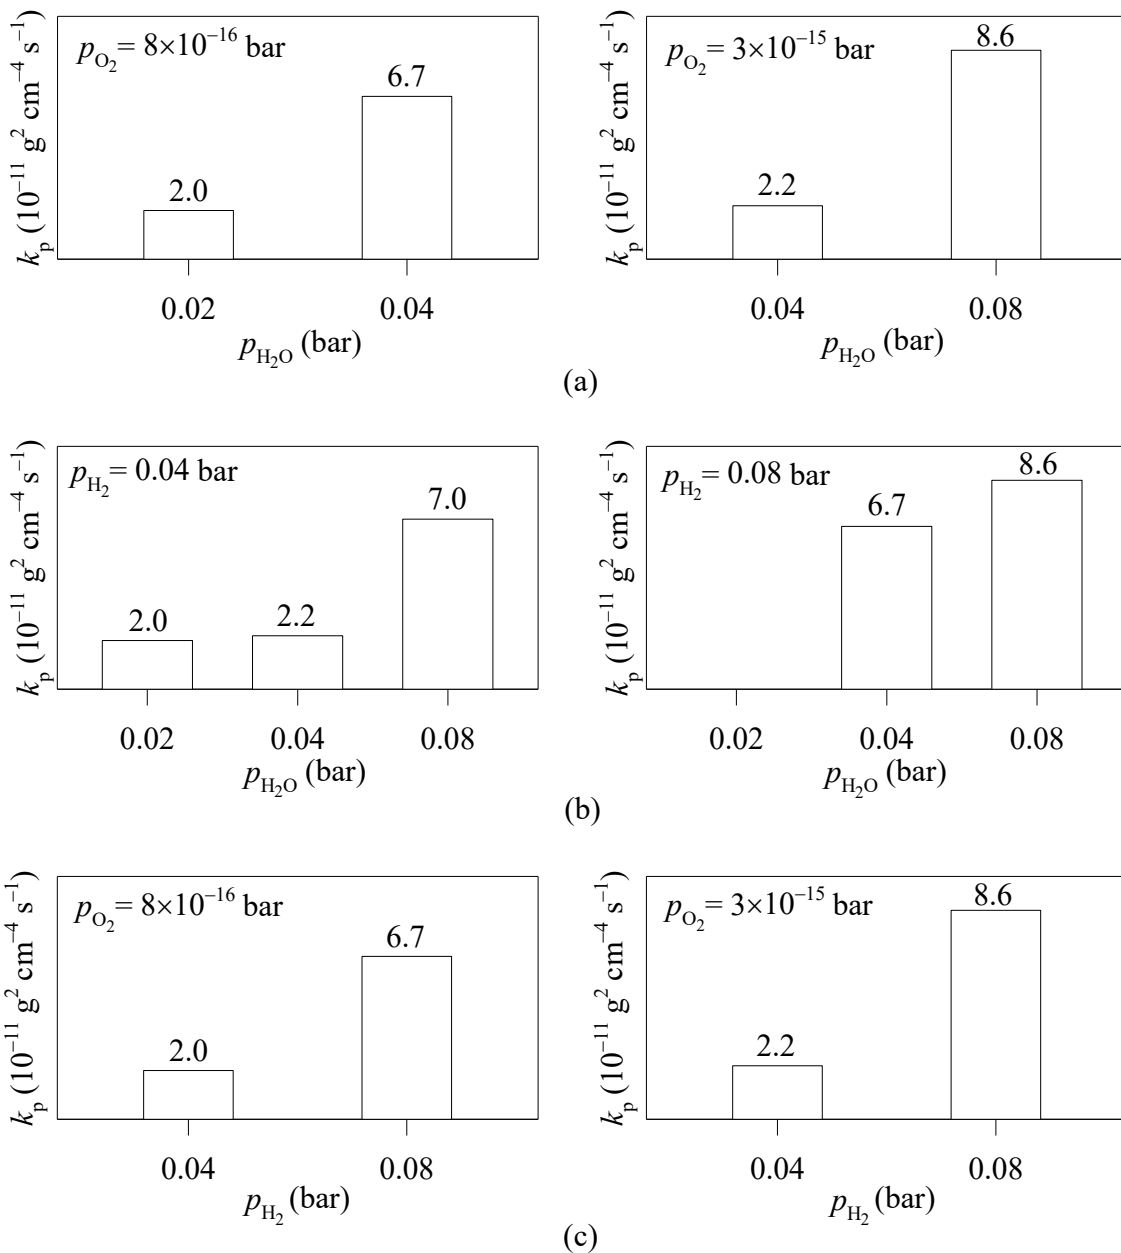 k_p (10⁻¹¹ g² cm⁻⁴ s⁻¹)
p_O₂ = 8×10⁻¹⁶ bar
2.0
6.7
0.02
0.04
p_H₂O (bar)
k_p (10⁻¹¹ g² cm⁻⁴ s⁻¹)
p_O₂ = 3×10⁻¹⁵ bar
2.2
8.6
0.04
0.08
p_H₂O (bar)
(a)
k_p (10⁻¹¹ g² cm⁻⁴ s⁻¹)
p_H₂ = 0.04 bar
2.0
2.2
7.0
0.02
0.04
0.08
p_H₂O (bar)
k_p (10⁻¹¹ g² cm⁻⁴ s⁻¹)
p_H₂ = 0.08 bar
6.7
8.6
0.02
0.04
0.08
p_H₂O (bar)
(b)
k_p (10⁻¹¹ g² cm⁻⁴ s⁻¹)
p_O₂ = 8×10⁻¹⁶ bar
2.0
6.7
0.04
0.08
p_H₂ (bar)
k_p (10⁻¹¹ g² cm⁻⁴ s⁻¹)
p_O₂ = 3×10⁻¹⁵ bar
2.2
8.6
0.04
0.08
p_H₂ (bar)
(c)